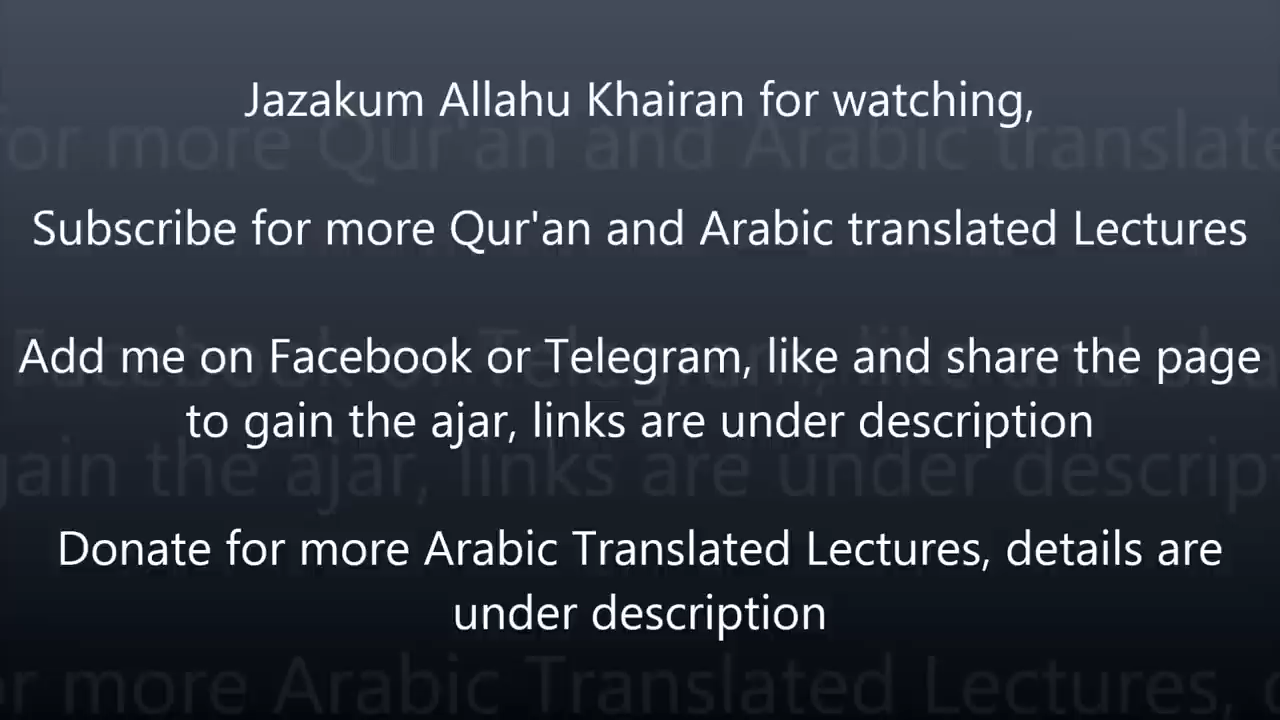 Jazakum Allahu Khairan for watching,
Subscribe for more Qur'an and Arabic translated Lectures
Add me on Facebook or Telegram, like and share the page
to gain the ajar, links are under description
Donate for more Arabic Translated Lectures, details are
under description